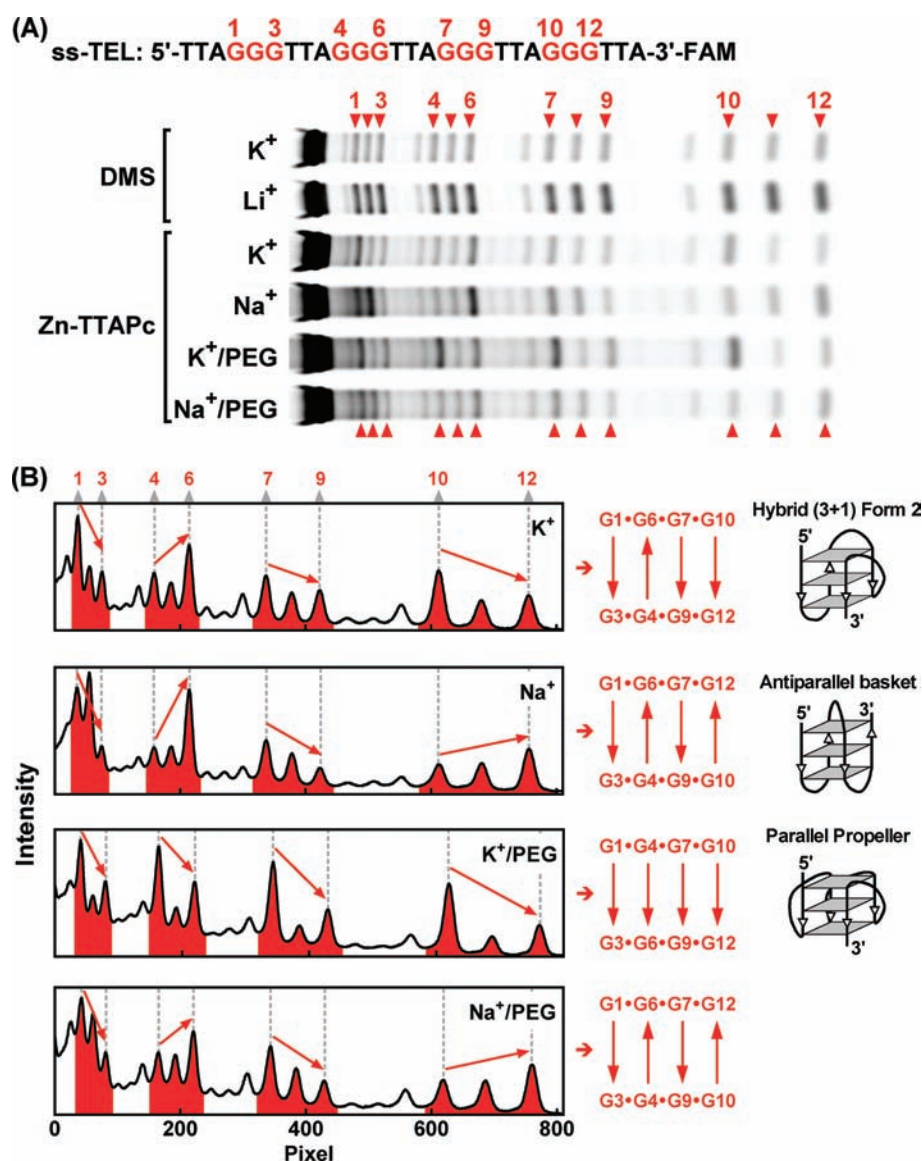 (A)
1 3 4 6 7 9 10 12
ss-TEL: 5'-TTAGGGTTAGGGTTAGGGTTAGGGTTA-3'-FAM
1 3 4 6 7 9 10 12
DMS
K+
Li+
Zn-TTAPc
K+
Na+
K+/PEG
Na+/PEG
(B)
1 3 4 6 7 9 10 12
Intensity
K+
G1•G6•G7•G10
G3•G4•G9•G12
Hybrid (3+1) Form 2
5'
3'
Na+
G1•G6•G7•G12
G3•G4•G9•G10
Antiparallel basket
5' 3'
K+/PEG
G1•G4•G7•G10
G3•G6•G9•G12
Parallel Propeller
5'
3'
Na+/PEG
G1•G6•G7•G12
G3•G4•G9•G10
0 200 400 600 800
Pixel